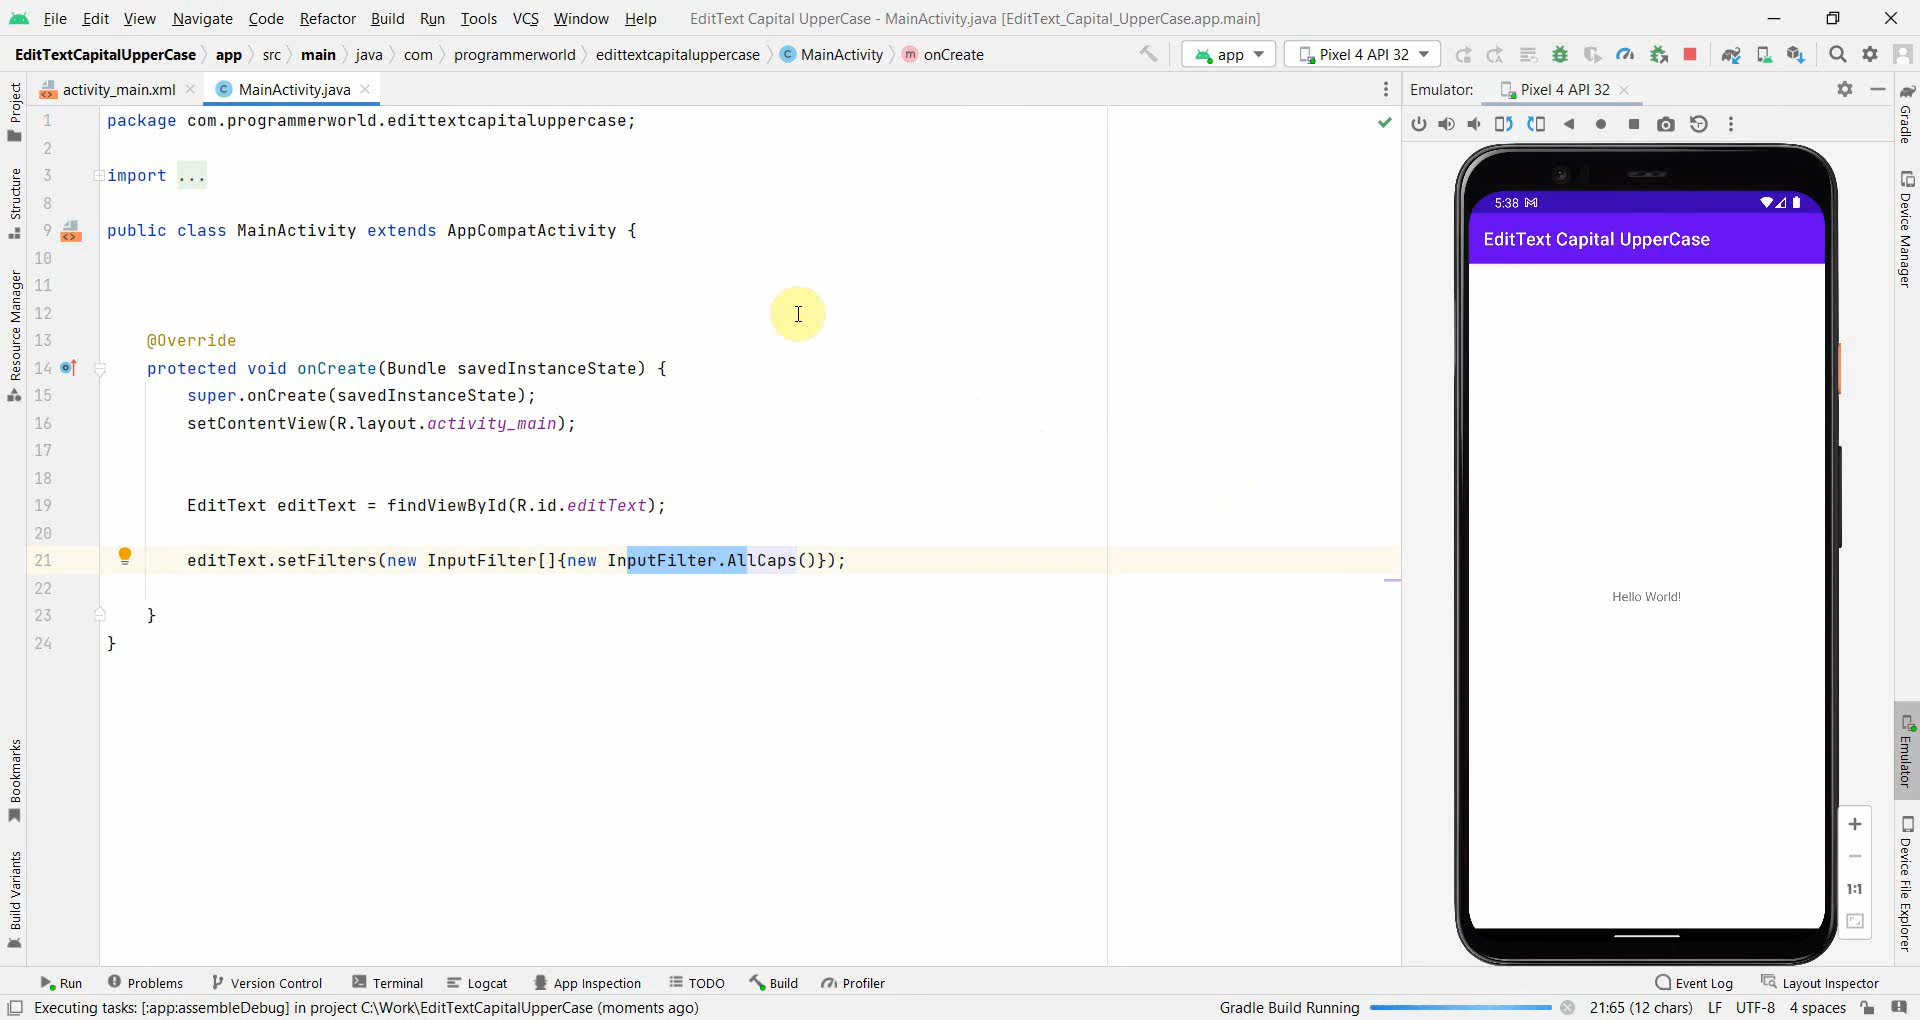 File Edit View Navigate Code Refactor Build Run Tools VCS Window Help EditText Capital UpperCase - MainActivity.java [EditText_Capital_UpperCase.app.main]
EditTextCapitalUpperCase app src main java com programmerworld edittextcapitaluppercase C MainActivity m onCreate app Pixel 4 API 32
activity_main.xml C MainActivity.java Emulator: Pixel 4 API 32
Project
Structure
Resource Manager
Bookmarks
Build Variants
1 package com.programmerworld.edittextcapitaluppercase;
2
3 import ...
8
9 public class MainActivity extends AppCompatActivity {
10
11
12
13 @Override
14 protected void onCreate(Bundle savedInstanceState) {
15 super.onCreate(savedInstanceState);
16 setContentView(R.layout.activity_main);
17
18
19 EditText editText = findViewById(R.id.editText);
20
21 editText.setFilters(new InputFilter[]{new InputFilter.AllCaps()});
22
23 }
24 }
5:38
EditText Capital UpperCase
Hello World!
1:1
Gradle
Device Manager
Emulator
Device File Explorer
Run Problems Version Control Terminal Logcat App Inspection TODO Build Profiler Event Log Layout Inspector
Executing tasks: [:app:assembleDebug] in project C:\Work\EditTextCapitalUpperCase (moments ago) Gradle Build Running 21:65 (12 chars) LF UTF-8 4 spaces